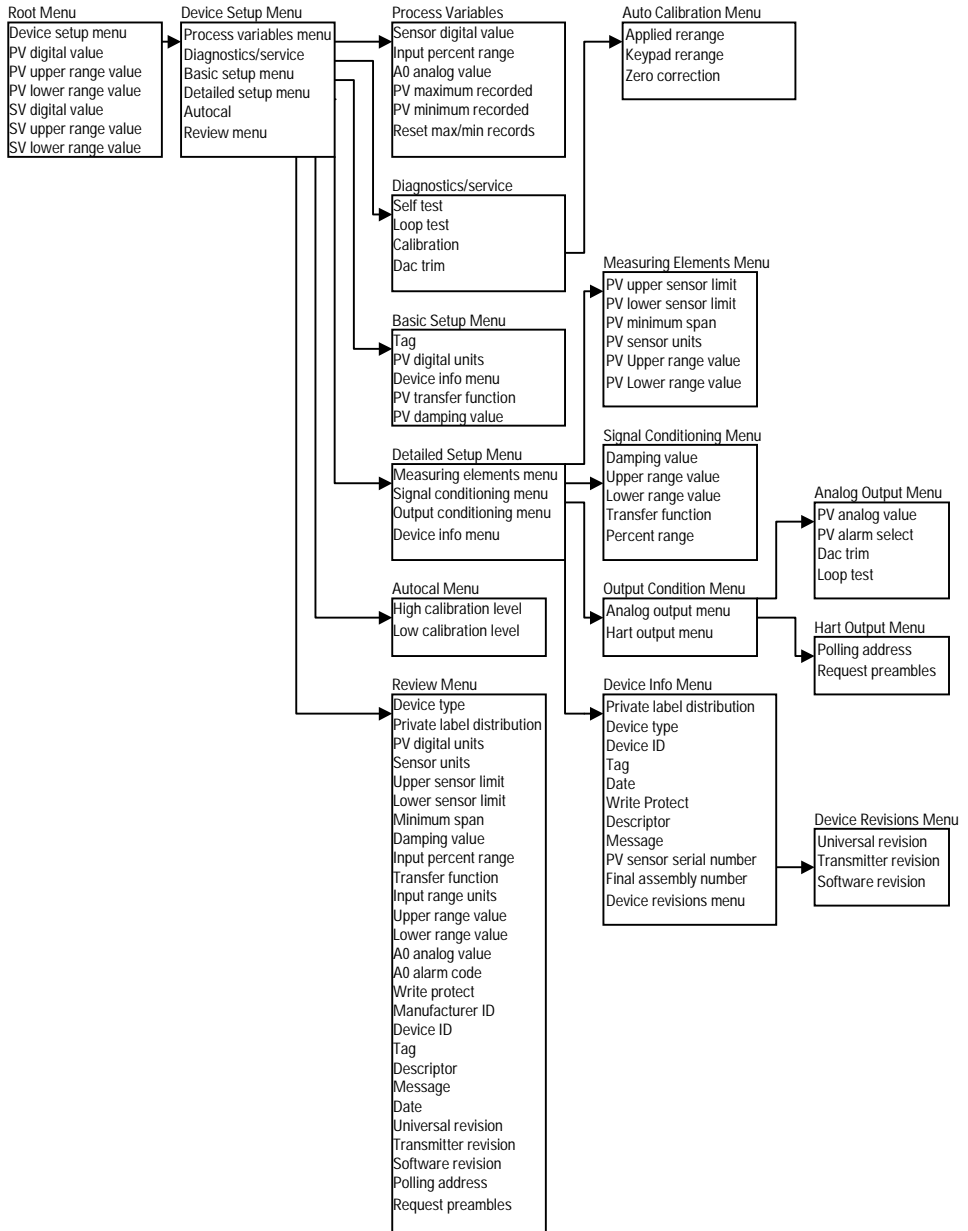 Root Menu
Device setup menu
PV digital value
PV upper range value
PV lower range value
SV digital value
SV upper range value
SV lower range value
Device Setup Menu
Process variables menu
Diagnostics/service
Basic setup menu
Detailed setup menu
Autocal
Review menu
Process Variables
Sensor digital value
Input percent range
A0 analog value
PV maximum recorded
PV minimum recorded
Reset max/min records
Auto Calibration Menu
Applied rerange
Keypad rerange
Zero correction
Diagnostics/service
Self test
Loop test
Calibration
Dac trim
Basic Setup Menu
Tag
PV digital units
Device info menu
PV transfer function
PV damping value
Measuring Elements Menu
PV upper sensor limit
PV lower sensor limit
PV minimum span
PV sensor units
PV Upper range value
PV Lower range value
Detailed Setup Menu
Measuring elements menu
Signal conditioning menu
Output conditioning menu
Device info menu
Signal Conditioning Menu
Damping value
Upper range value
Lower range value
Transfer function
Percent range
Analog Output Menu
PV analog value
PV alarm select
Dac trim
Loop test
Autocal Menu
High calibration level
Low calibration level
Output Condition Menu
Analog output menu
Hart output menu
Hart Output Menu
Polling address
Request preambles
Review Menu
Device type
Private label distribution
PV digital units
Sensor units
Upper sensor limit
Lower sensor limit
Minimum span
Damping value
Input percent range
Transfer function
Input range units
Upper range value
Lower range value
A0 analog value
A0 alarm code
Write protect
Manufacturer ID
Device ID
Tag
Descriptor
Message
Date
Universal revision
Transmitter revision
Software revision
Polling address
Request preambles
Device Info Menu
Private label distribution
Device type
Device ID
Tag
Date
Write Protect
Descriptor
Message
PV sensor serial number
Final assembly number
Device revisions menu
Device Revisions Menu
Universal revision
Transmitter revision
Software revision